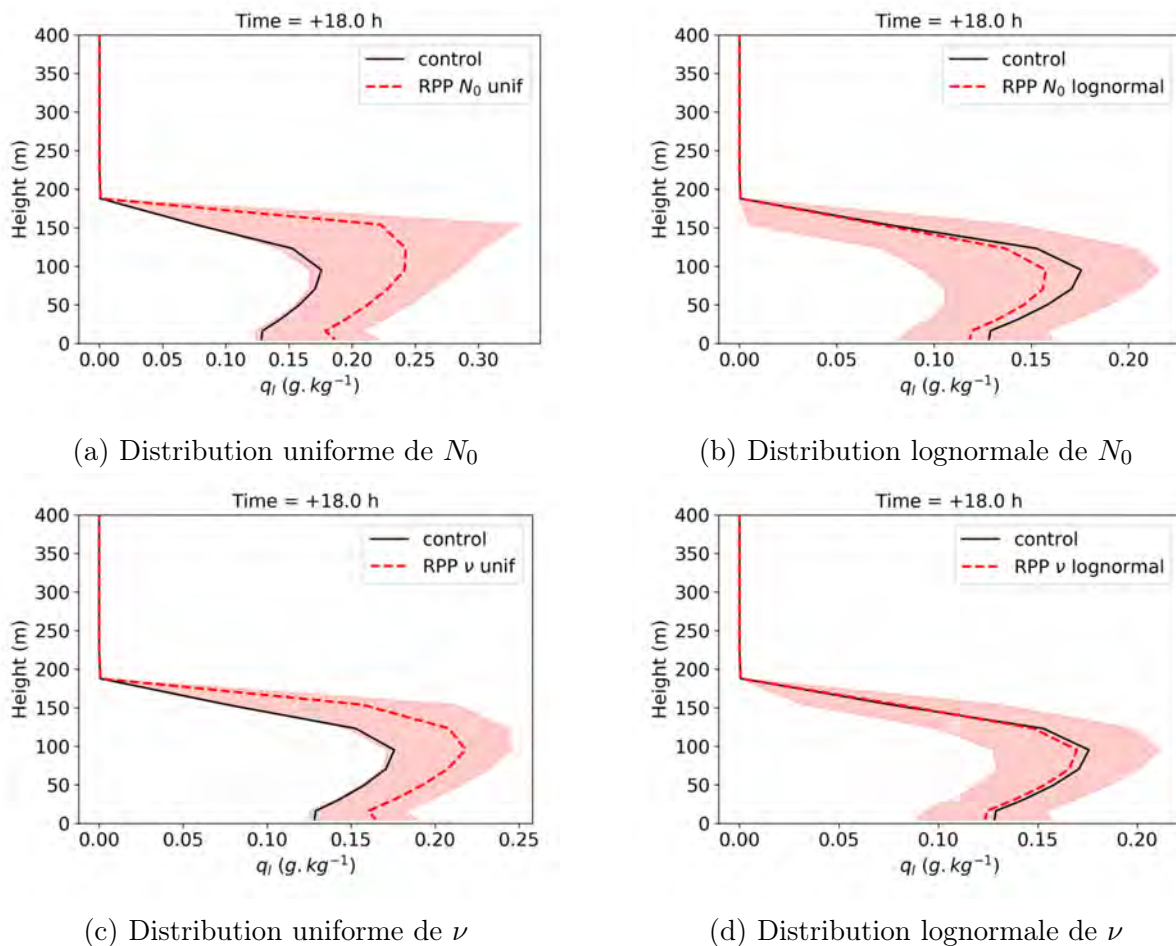 Time = +18.0 h
400
350
300
250
200
150
100
50
0
Height (m)
control
RPP N₀ unif
0.00 0.05 0.10 0.15 0.20 0.25 0.30
qₗ (g.kg⁻¹)
(a) Distribution uniforme de N₀
Time = +18.0 h
400
350
300
250
200
150
100
50
0
Height (m)
control
RPP N₀ lognormal
0.00 0.05 0.10 0.15 0.20
qₗ (g.kg⁻¹)
(b) Distribution lognormale de N₀
Time = +18.0 h
400
350
300
250
200
150
100
50
0
Height (m)
control
RPP ν unif
0.00 0.05 0.10 0.15 0.20 0.25
qₗ (g.kg⁻¹)
(c) Distribution uniforme de ν
Time = +18.0 h
400
350
300
250
200
150
100
50
0
Height (m)
control
RPP ν lognormal
0.00 0.05 0.10 0.15 0.20
qₗ (g.kg⁻¹)
(d) Distribution lognormale de ν